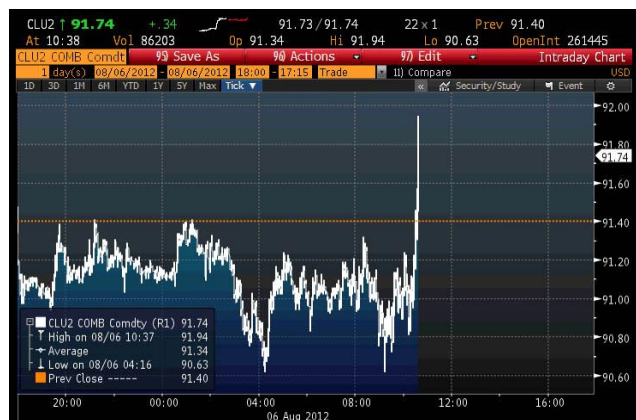 CLU2 ↑ 91.74 +.34 91.73/91.74 22×1 Prev 91.40
At 10:38 Vol 86203 Op 91.34 Hi 91.94 Lo 90.63 OpenInt 261445
CLU2 COMB Comdt 95) Save As 96) Actions 97) Edit Intraday Chart
1 day(s) 08/06/2012 - 08/06/2012 18:00 - 17:15 Trade 11) Compare USD
1D 3D 1M 6M YTD 1Y 5Y Max Tick ▼ « Security/Study Event
92.00
91.80
91.74
91.60
91.40
91.20
91.00
90.80
90.60
CLU2 COMB Comdty (R1) 91.74
High on 08/06 10:37 91.94
Average 91.34
Low on 08/06 04:16 90.63
Prev Close ----- 91.40
20:00 00:00 04:00 08:00 12:00 16:00
06 Aug 2012